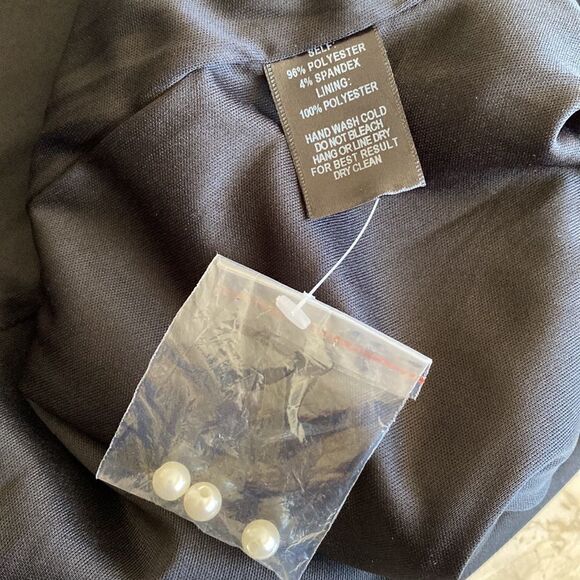 SELF:
96% POLYESTER
4% SPANDEX
LINING:
100% POLYESTER
HAND WASH COLD
DO NOT BLEACH
HANG OR LINE DRY
FOR BEST RESULT
DRY CLEAN